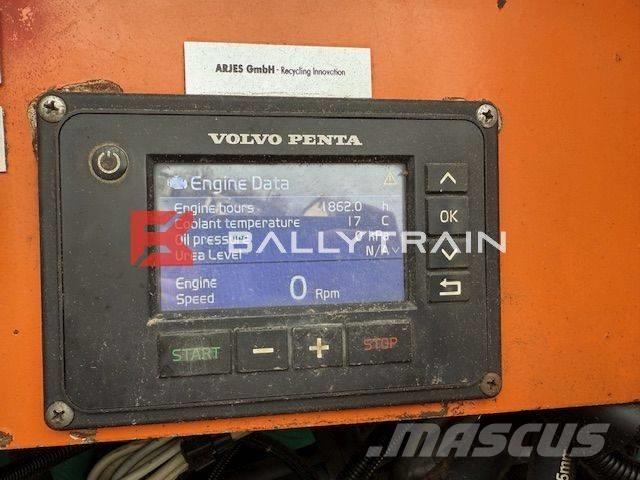 ARJES GmbH - Recycling Innovation
VOLVO PENTA
Engine Data
Engine hours 1862.0 h
Coolant temperature 17 C
Oil pressure 0 kPa
Urea Level N/A
BALLYTRAIN
OK
Engine Speed 0 Rpm
START - + STOP
MASCUS